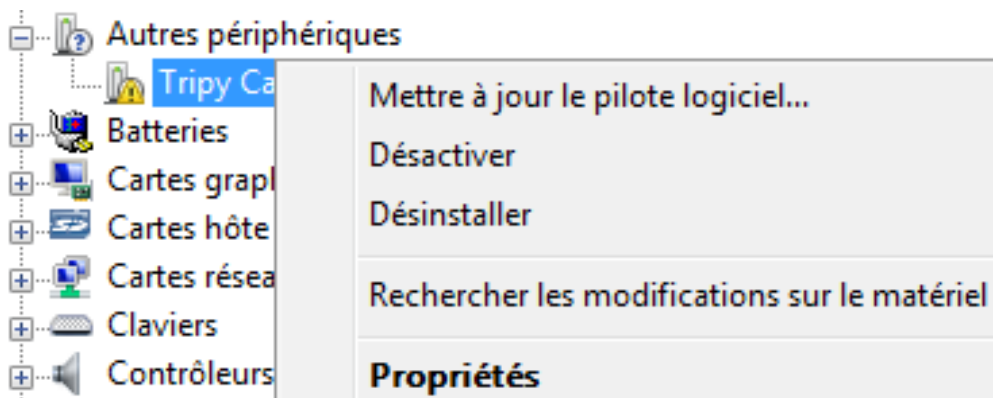 Autres périphériques
Tripy Ca
Batteries
Cartes grap
Cartes hôte
Cartes résea
Claviers
Contrôleurs
Mettre à jour le pilote logiciel...
Désactiver
Désinstaller
Rechercher les modifications sur le matériel
Propriétés